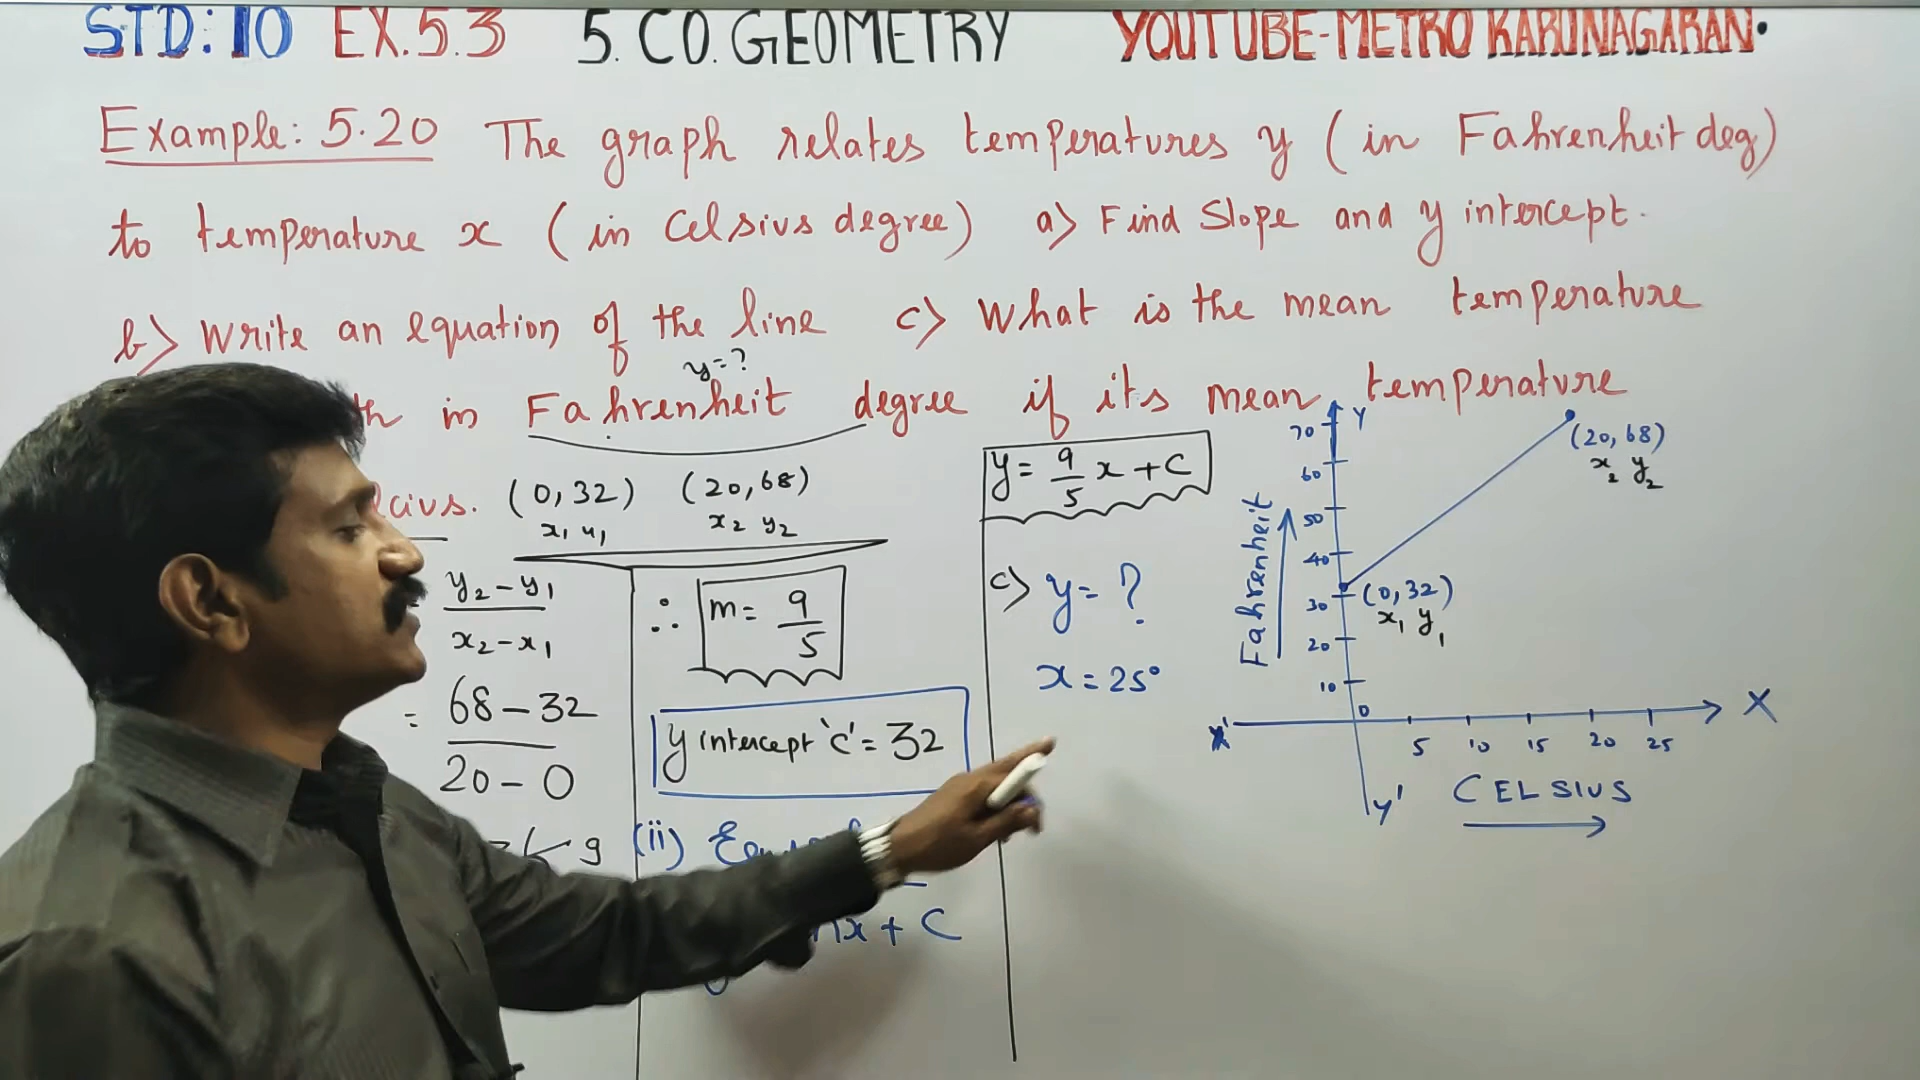 STD: 10 EX.5.3 5. CO. GEOMETRY YOUTUBE-METRO KARUNAGARAN.
Example: 5.20 The graph relates temperatures y (in Fahrenheit deg)
to temperature x (in Celsius degree) a) Find Slope and y intercept.
b) Write an equation of the line c) What is the mean temperature
y=?
th in Fahrenheit degree if its mean temperature
lcius. (0,32) (20,68)
x₁ y₁ x₂ y₂
y₂-y₁
x₂-x₁
= 68-32
20-0
9
∴ m= 9/5
y intercept 'c' = 32
(ii)
x + C
y = 9/5 x + C
c) y = ?
x = 25°
Y
70
60
50
40
30
20
10
0
Fahrenheit
(20,68)
x₂ y₂
(0,32)
x₁ y₁
X' X
5 10 15 20 25
y' CELSIUS